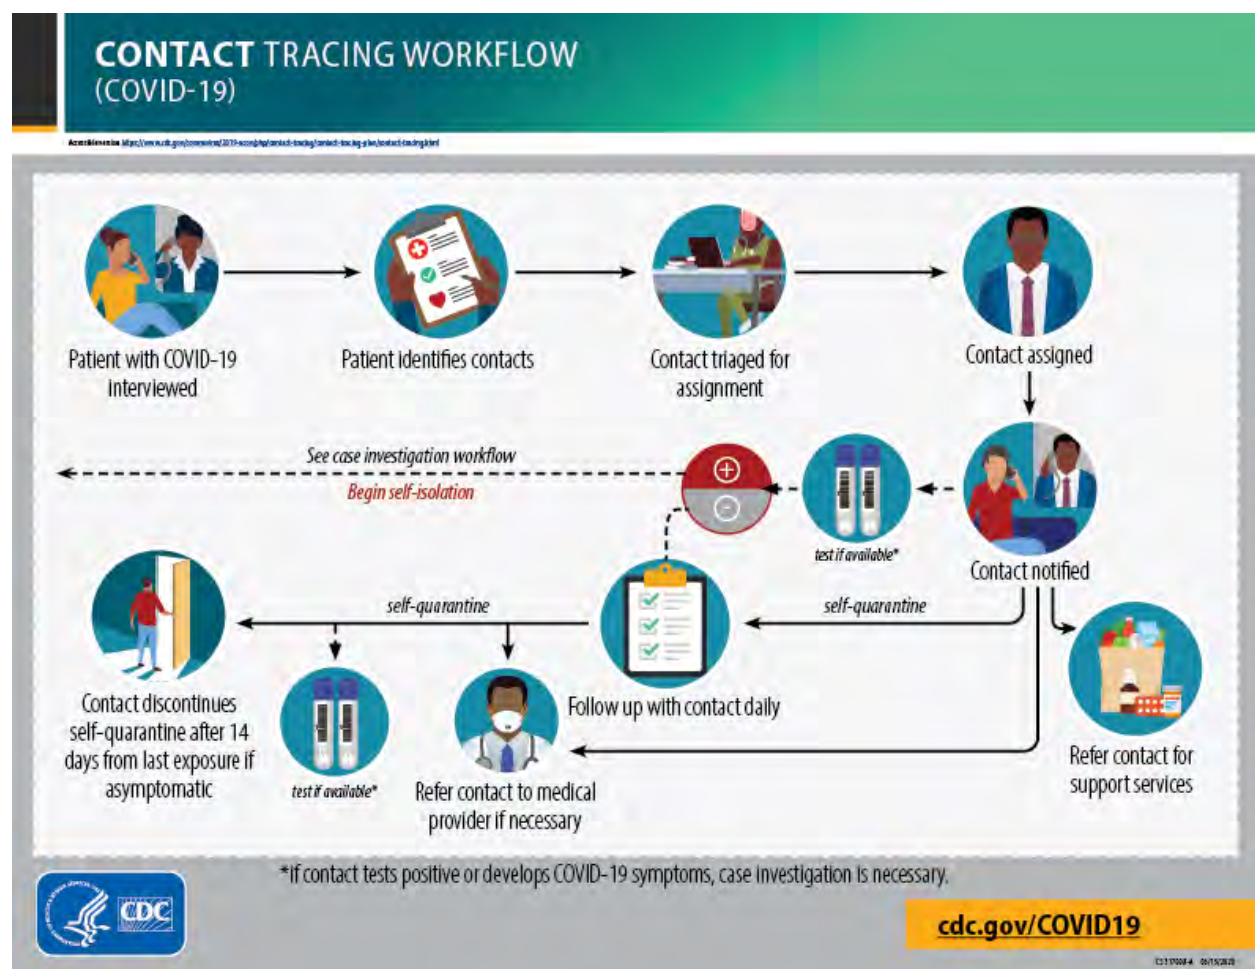 CONTACT TRACING WORKFLOW
(COVID-19)
Patient with COVID-19
interviewed
Patient identifies contacts
Contact triaged for
assignment
Contact assigned
See case investigation workflow
Begin self-isolation
+
-
test if available*
Contact notified
self-quarantine
self-quarantine
Contact discontinues
self-quarantine after 14
days from last exposure if
asymptomatic
test if available*
Refer contact to medical
provider if necessary
Follow up with contact daily
Refer contact for
support services
*If contact tests positive or develops COVID-19 symptoms, case investigation is necessary.
CDC
cdc.gov/COVID19